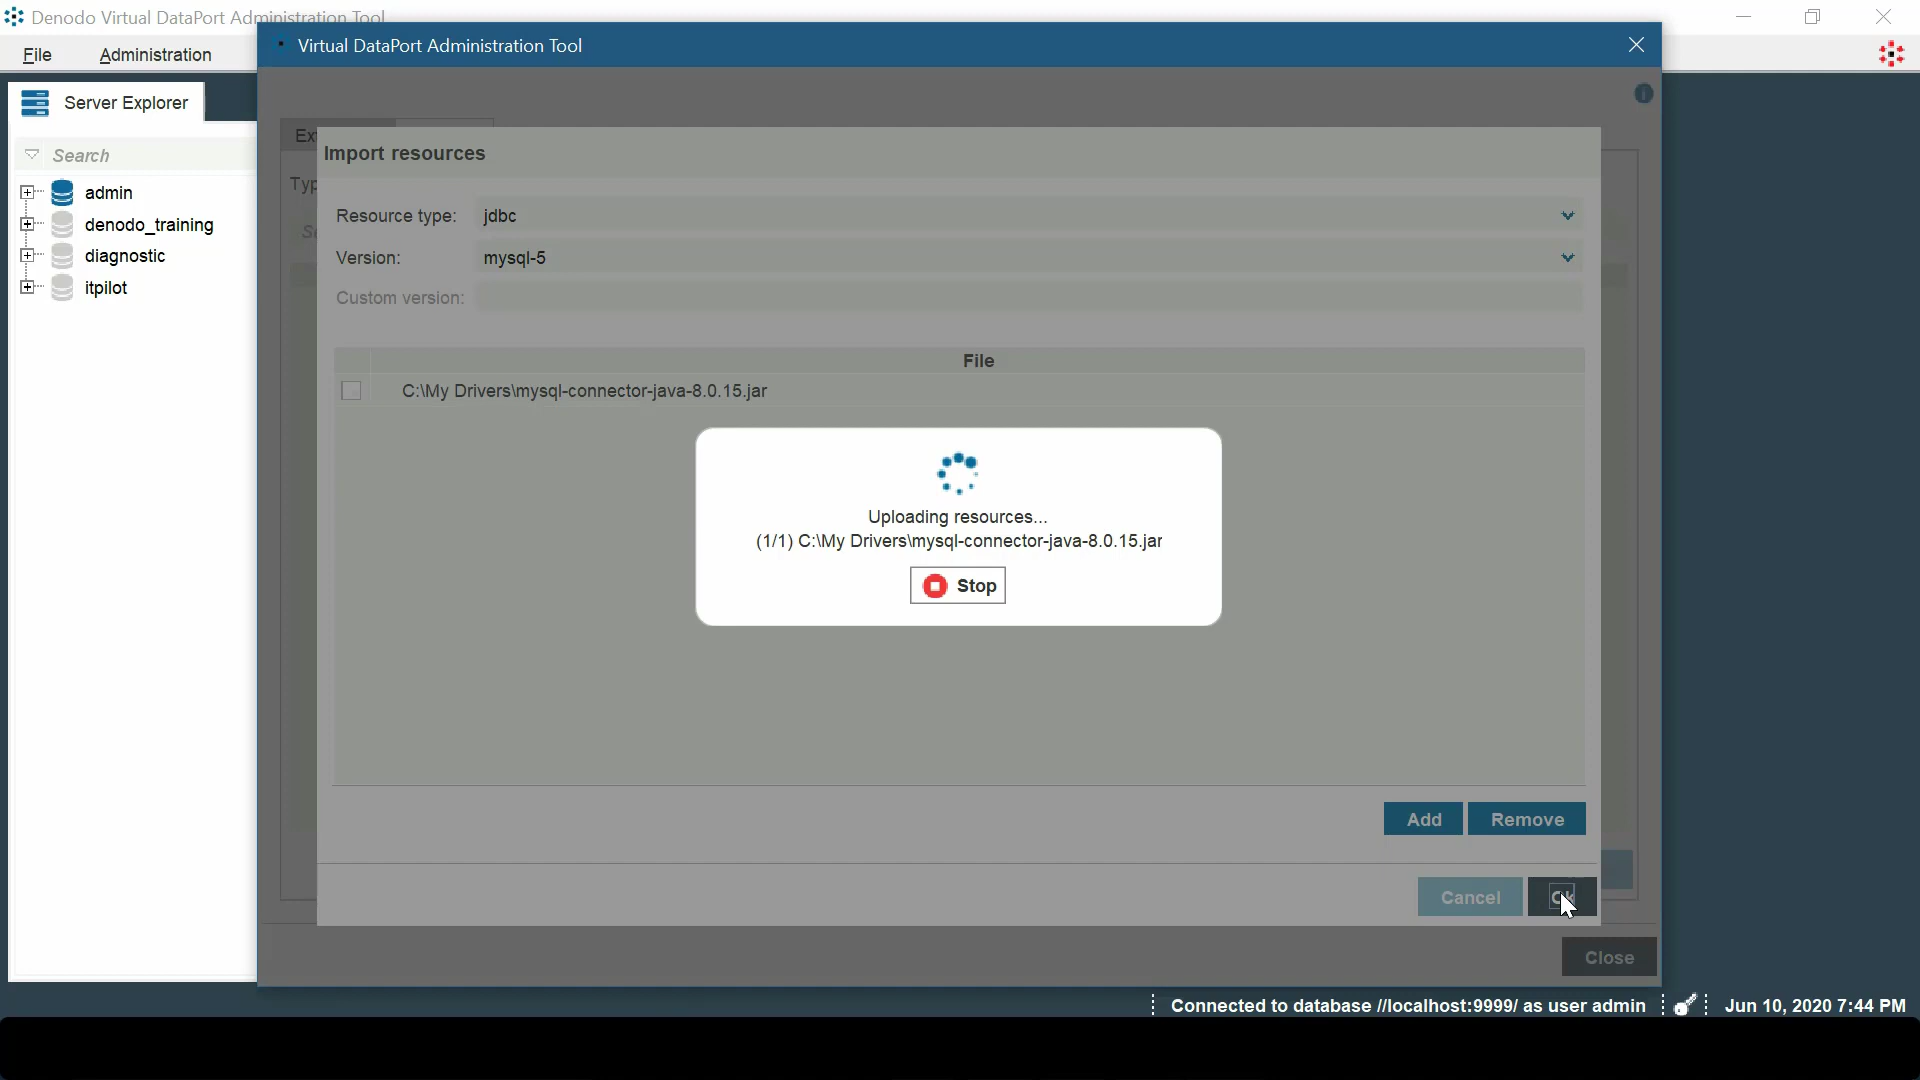 Denodo Virtual DataPort Administration Tool
File
Administration
Virtual DataPort Administration Tool
Server Explorer
Search
admin
denodo_training
diagnostic
itpilot
Import resources
Resource type: jdbc
Version: mysql-5
Custom version:
File
C:\My Drivers\mysql-connector-java-8.0.15.jar
Uploading resources...
(1/1) C:\My Drivers\mysql-connector-java-8.0.15.jar
Stop
Add
Remove
Cancel
Ok
Close
Connected to database //localhost:9999/ as user admin
Jun 10, 2020 7:44 PM